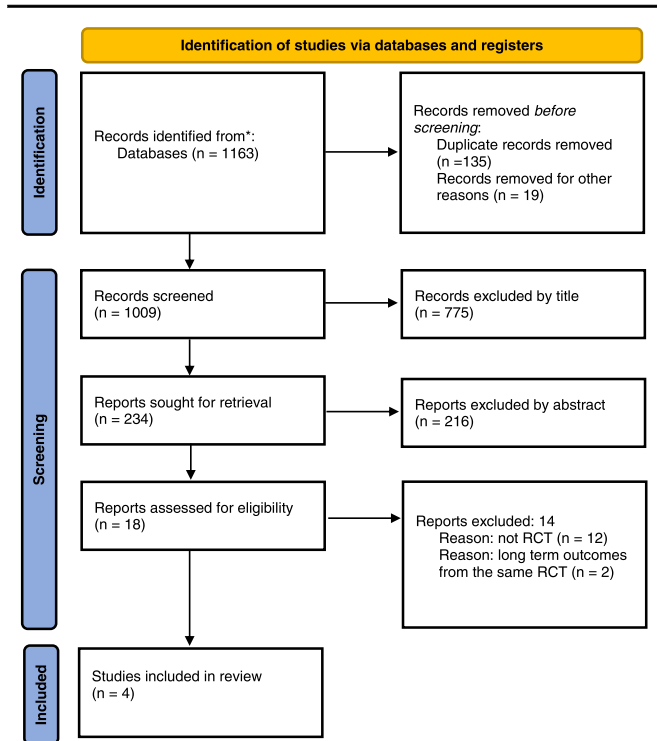 Identification of studies via databases and registers
Identification
Records identified from*:
Databases (n = 1163)
Records removed before
screening:
Duplicate records removed
(n =135)
Records removed for other
reasons (n = 19)
Screening
Records screened
(n = 1009)
Records excluded by title
(n = 775)
Reports sought for retrieval
(n = 234)
Reports excluded by abstract
(n = 216)
Reports assessed for eligibility
(n = 18)
Reports excluded: 14
Reason: not RCT (n = 12)
Reason: long term outcomes
from the same RCT (n = 2)
Included
Studies included in review
(n = 4)